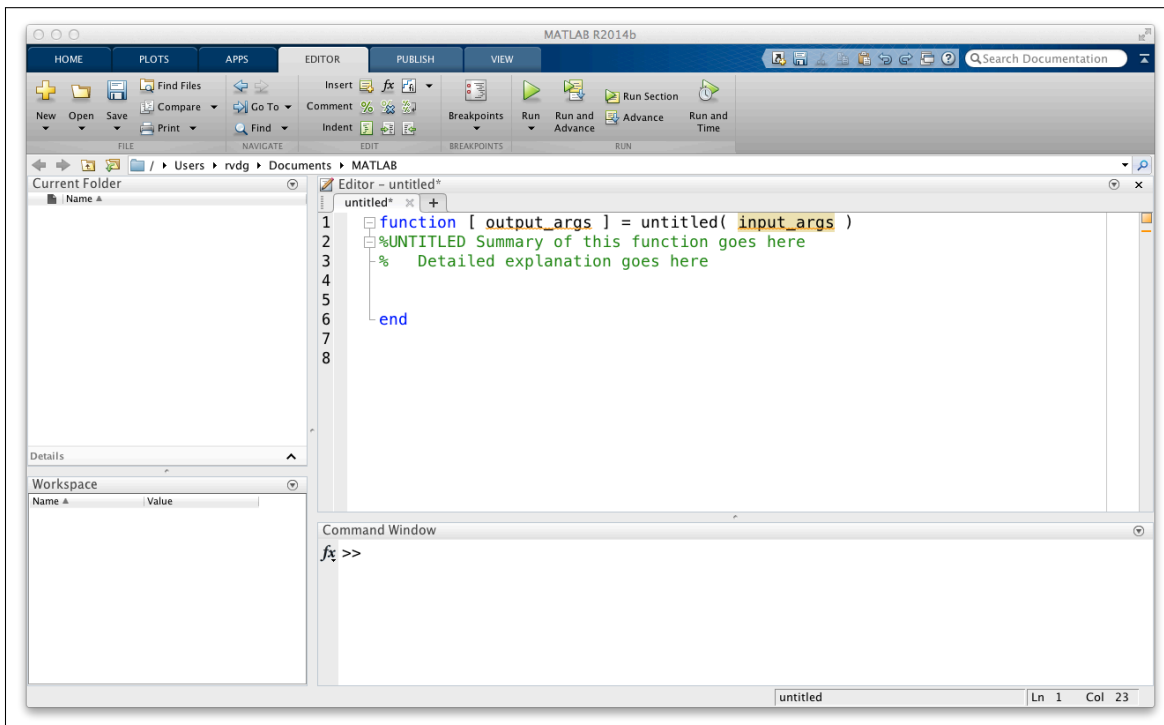 MATLAB R2014b
HOME PLOTS APPS EDITOR PUBLISH VIEW
Search Documentation
New Open Save
Find Files
Compare
Print
FILE
Go To
Find
NAVIGATE
Insert fx
Comment
Indent
EDIT
Breakpoints
BREAKPOINTS
Run
Run and Advance
Run Section
Advance
Run and Time
RUN
/ Users rvdg Documents MATLAB
Current Folder
Name
Details
Workspace
Name Value
Editor – untitled*
untitled* +
1 function [ output_args ] = untitled( input_args )
2 %UNTITLED Summary of this function goes here
3 % Detailed explanation goes here
4
5
6 end
7
8
Command Window
fx >>
untitled Ln 1 Col 23